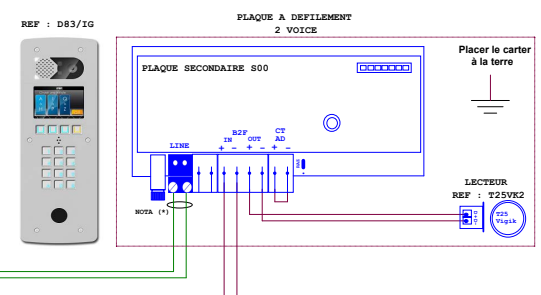 REF : D83/IG
PLAQUE A DEFILEMENT
2 VOICE
Placer le carter
à la terre
PLAQUE SECONDAIRE S00
LINE
B2F
IN
OUT
+ - + -
CT
AD
+ -
NOTA (*)
LECTEUR
REF : T25VK2
T25
Vigik